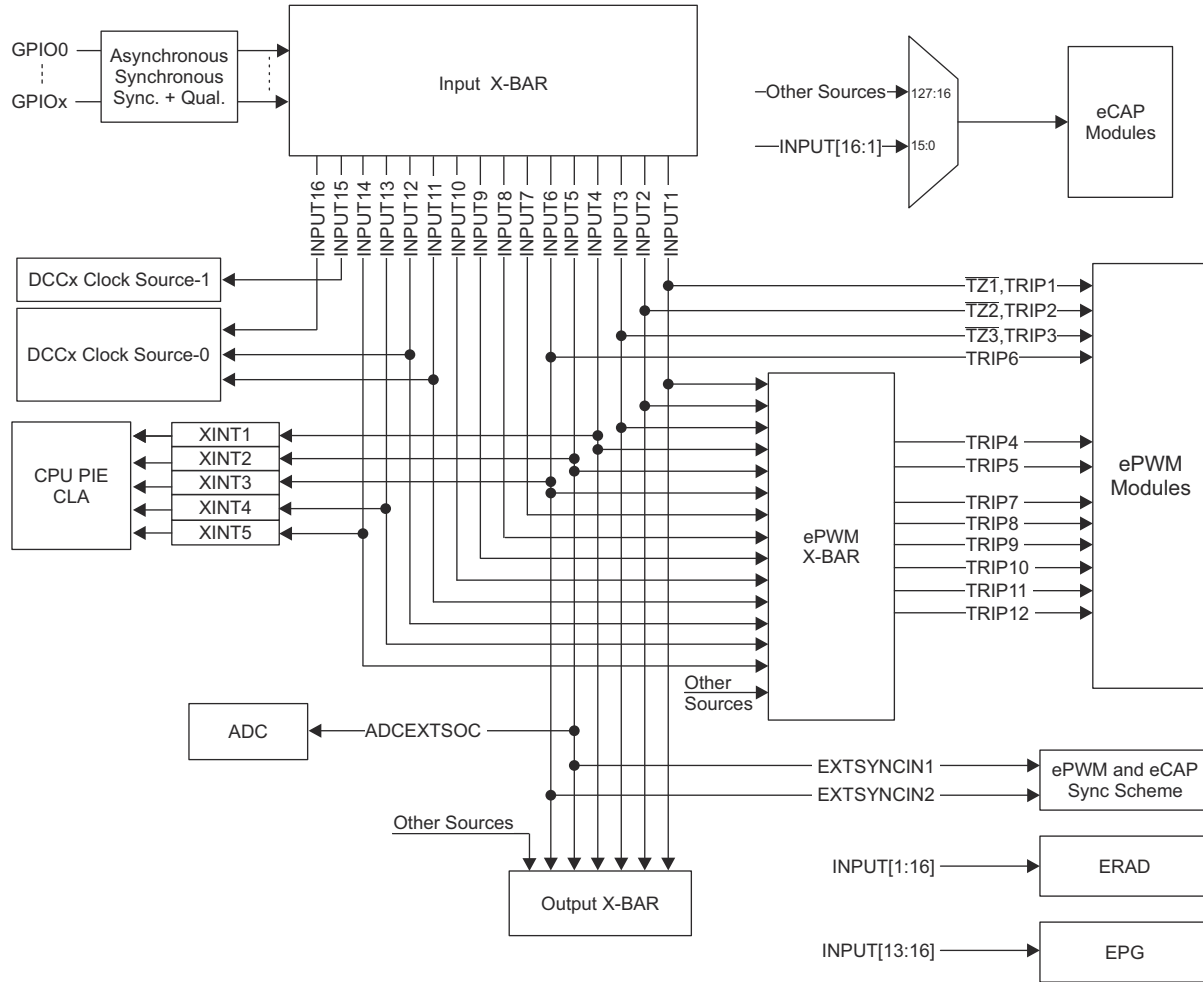 GPIO0
GPIOx
Asynchronous
Synchronous
Sync. + Qual.
Input X-BAR
Other Sources
127:16
INPUT[16:1]
15:0
eCAP
Modules
INPUT16
INPUT15
INPUT14
INPUT13
INPUT12
INPUT11
INPUT10
INPUT9
INPUT8
INPUT7
INPUT6
INPUT5
INPUT4
INPUT3
INPUT2
INPUT1
DCCx Clock Source-1
DCCx Clock Source-0
TZ1,TRIP1
TZ2,TRIP2
TZ3,TRIP3
TRIP6
CPU PIE
CLA
XINT1
XINT2
XINT3
XINT4
XINT5
ePWM
X-BAR
TRIP4
TRIP5
TRIP7
TRIP8
TRIP9
TRIP10
TRIP11
TRIP12
ePWM
Modules
Other
Sources
ADC
ADCEXTSOC
EXTSYNCIN1
EXTSYNCIN2
ePWM and eCAP
Sync Scheme
Other Sources
Output X-BAR
INPUT[1:16]
ERAD
INPUT[13:16]
EPG